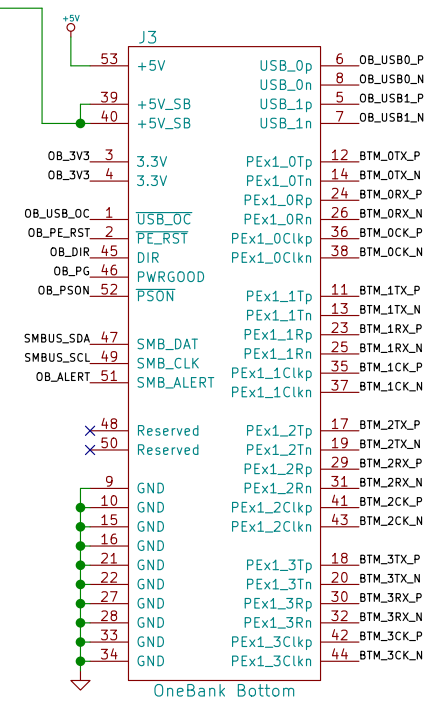 +5V
J3
53 +5V USB_0p 6 OB_USB0_P
USB_0n 8 OB_USB0_N
39 +5V_SB USB_1p 5 OB_USB1_P
40 +5V_SB USB_1n 7 OB_USB1_N
OB_3V3 3 3.3V PEx1_0Tp 12 BTM_0TX_P
OB_3V3 4 3.3V PEx1_0Tn 14 BTM_0TX_N
PEx1_0Rp 24 BTM_0RX_P
OB_USB_OC 1 USB_OC PEx1_0Rn 26 BTM_0RX_N
OB_PE_RST 2 PE_RST PEx1_0Clkp 36 BTM_0CK_P
OB_DIR 45 DIR PEx1_0Clkn 38 BTM_0CK_N
OB_PG 46 PWRGOOD
OB_PSON 52 PSON PEx1_1Tp 11 BTM_1TX_P
PEx1_1Tn 13 BTM_1TX_N
SMBUS_SDA 47 SMB_DAT PEx1_1Rp 23 BTM_1RX_P
SMBUS_SCL 49 SMB_CLK PEx1_1Rn 25 BTM_1RX_N
OB_ALERT 51 SMB_ALERT PEx1_1Clkp 35 BTM_1CK_P
PEx1_1Clkn 37 BTM_1CK_N
48 Reserved PEx1_2Tp 17 BTM_2TX_P
50 Reserved PEx1_2Tn 19 BTM_2TX_N
PEx1_2Rp 29 BTM_2RX_P
9 GND PEx1_2Rn 31 BTM_2RX_N
10 GND PEx1_2Clkp 41 BTM_2CK_P
15 GND PEx1_2Clkn 43 BTM_2CK_N
16 GND
21 GND PEx1_3Tp 18 BTM_3TX_P
22 GND PEx1_3Tn 20 BTM_3TX_N
27 GND PEx1_3Rp 30 BTM_3RX_P
28 GND PEx1_3Rn 32 BTM_3RX_N
33 GND PEx1_3Clkp 42 BTM_3CK_P
34 GND PEx1_3Clkn 44 BTM_3CK_N
OneBank Bottom